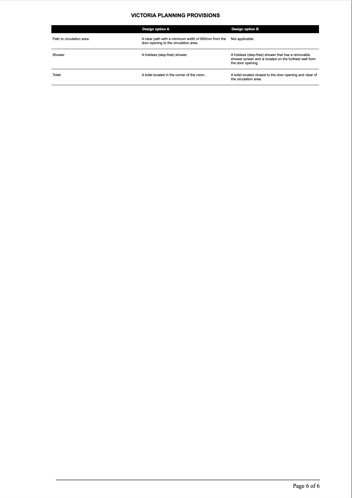 VICTORIA PLANNING PROVISIONS
Design option A Design option B
Path to circulation area A clear path with a minimum width of 900mm from the Not applicable.
door opening to the circulation area.
Shower A hobless (step-free) shower. A hobless (step-free) shower that has a removable
shower screen and is located on the furthest wall from
the door opening.
Toilet A toilet located in the corner of the room. A toilet located closest to the door opening and clear of
the circulation area.
Page 6 of 6